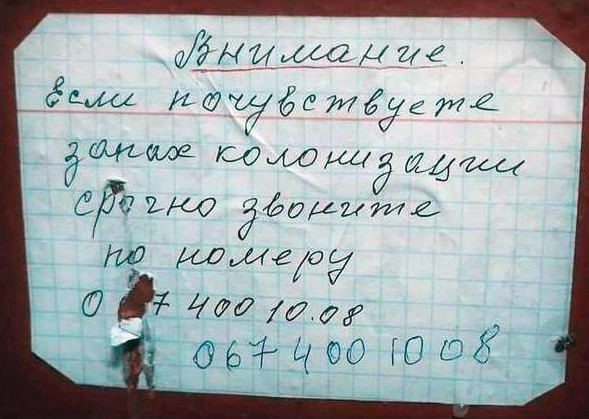 Внимание.
Если почувствуете
запах колонизации
срочно звоните
по номеру
0 7 400 10.08
067 400 10 08